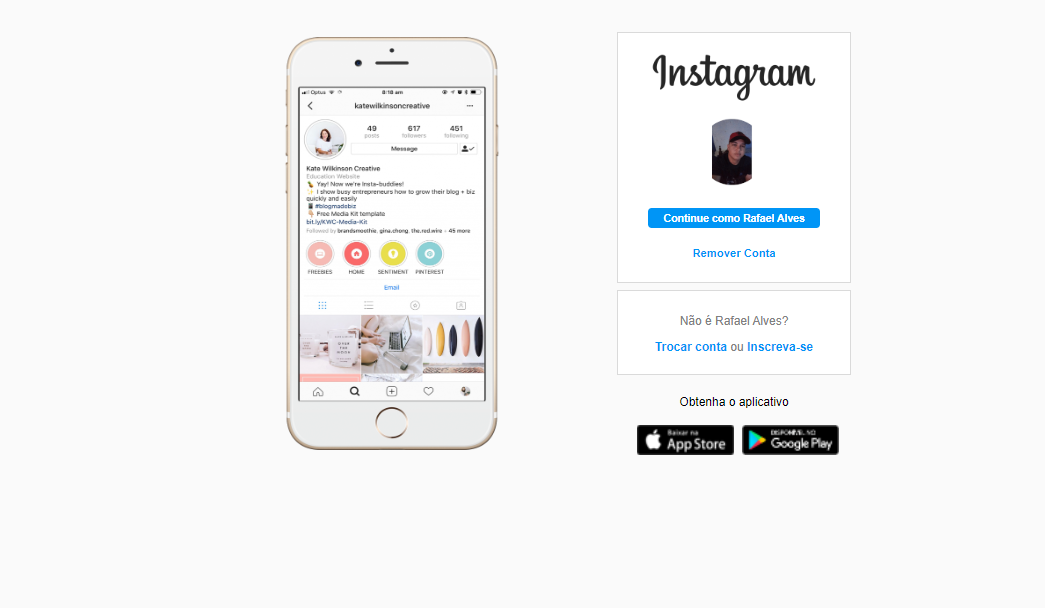 Optus
8:18 am
katewilkinsoncreative
49
617
451
posts
followers
following
Message
Kate Wilkinson Creative
Education Website
Yay! Now we're Insta-buddies!
I show busy entrepreneurs how to grow their blog + biz
quickly and easily
#blogmadebiz
Free Media Kit template
bit.ly/KWC-Media-Kit
Followed by brandsmoothie, gina.chong, the.red.wire + 45 more
FREEBIES
HOME
SENTIMENT
PINTEREST
Email
Instagram
Continue como Rafael Alves
Remover Conta
Não é Rafael Alves?
Trocar conta ou Inscreva-se
Obtenha o aplicativo
Baixar na
App Store
DISPONÍVEL NO
Google Play